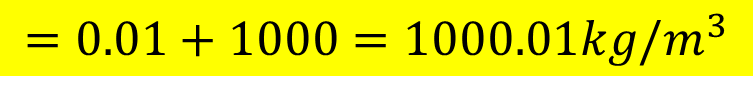 = 0.01 + 1000 = 1000.01kg/m³